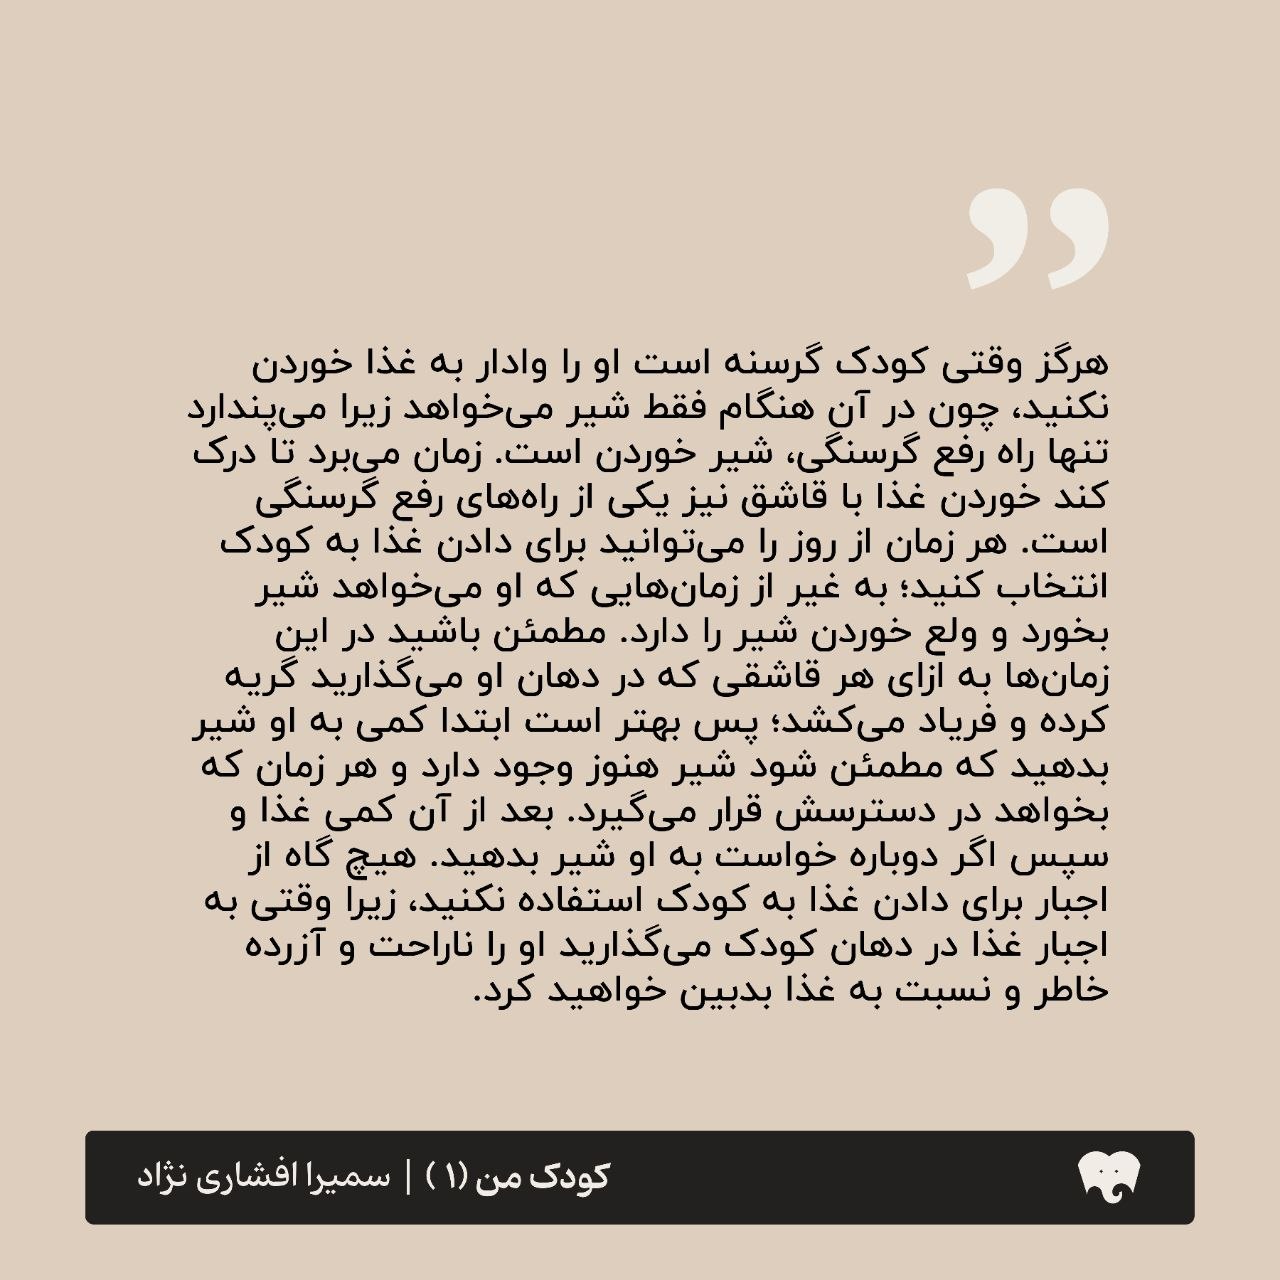 ”
هرگز وقتی کودک گرسنه است او را وادار به غذا خوردن
نکنید، چون در آن هنگام فقط شیر می‌خواهد زیرا می‌پندارد
تنها راه رفع گرسنگی، شیر خوردن است. زمان می‌برد تا درک
کند خوردن غذا با قاشق نیز یکی از راه‌های رفع گرسنگی
است. هر زمان از روز را می‌توانید برای دادن غذا به کودک
انتخاب کنید؛ به غیر از زمان‌هایی که او می‌خواهد شیر
بخورد و ولع خوردن شیر را دارد. مطمئن باشید در این
زمان‌ها به ازای هر قاشقی که در دهان او می‌گذارید گریه
کرده و فریاد می‌کشد؛ پس بهتر است ابتدا کمی به او شیر
بدهید که مطمئن شود شیر هنوز وجود دارد و هر زمان که
بخواهد در دسترسش قرار می‌گیرد. بعد از آن کمی غذا و
سپس اگر دوباره خواست به او شیر بدهید. هیچ گاه از
اجبار برای دادن غذا به کودک استفاده نکنید، زیرا وقتی به
اجبار غذا در دهان کودک می‌گذارید او را ناراحت و آزرده
خاطر و نسبت به غذا بدبین خواهید کرد.
کودک من (۱ ) | سمیرا افشاری نژاد